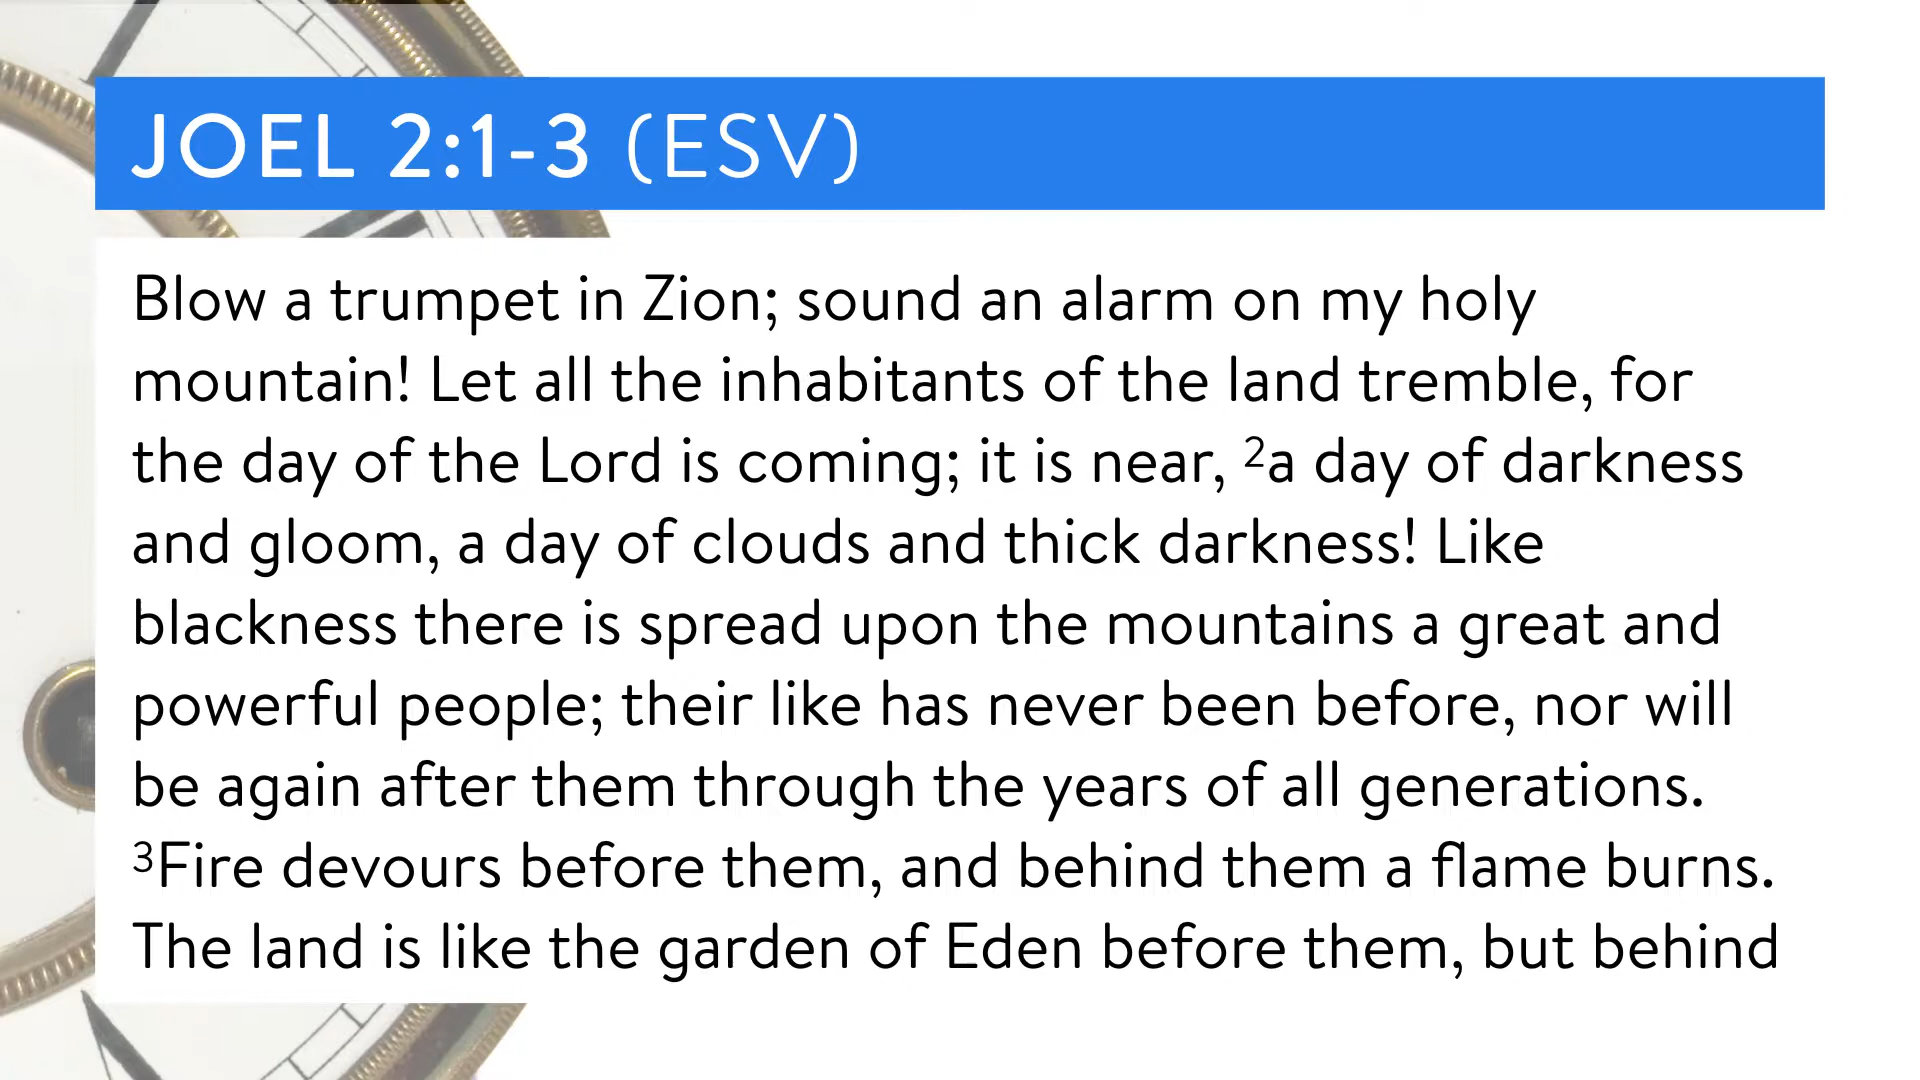 JOEL 2:1-3 (ESV)
Blow a trumpet in Zion; sound an alarm on my holy
mountain! Let all the inhabitants of the land tremble, for
the day of the Lord is coming; it is near, ²a day of darkness
and gloom, a day of clouds and thick darkness! Like
blackness there is spread upon the mountains a great and
powerful people; their like has never been before, nor will
be again after them through the years of all generations.
³Fire devours before them, and behind them a flame burns.
The land is like the garden of Eden before them, but behind